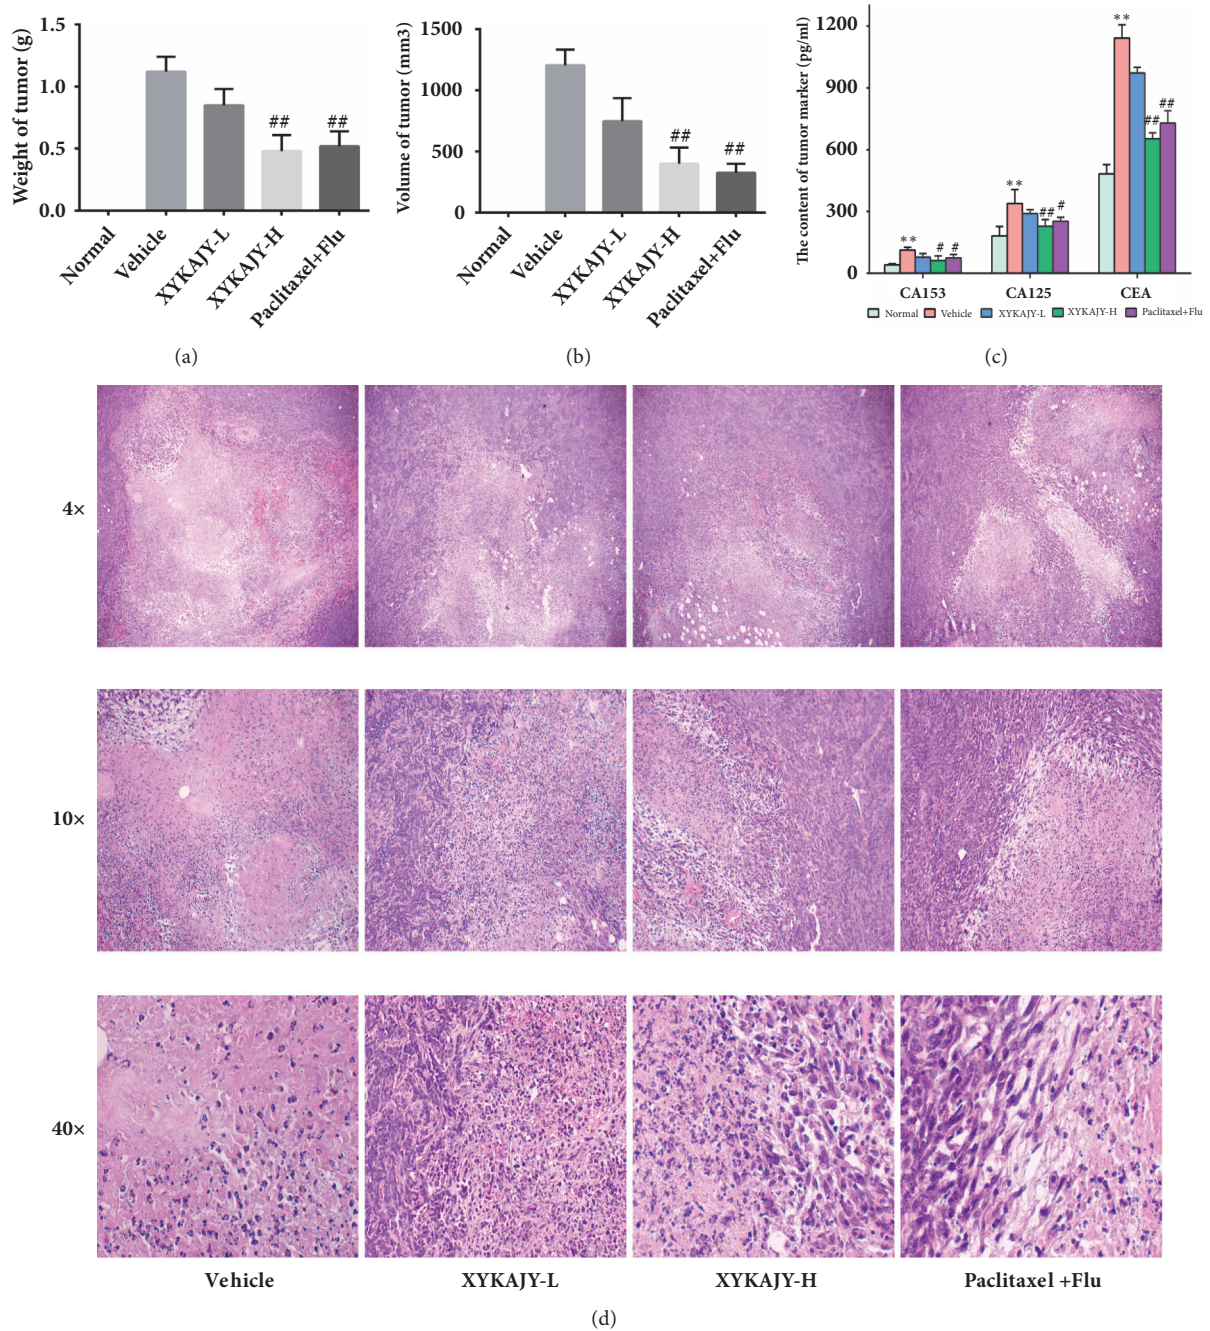 Weight of tumor (g)
1.5
1.0
0.5
0.0
##
##
Normal
Vehicle
XYKAJY-L
XYKAJY-H
Paclitaxel+Flu
(a)
Volume of tumor (mm3)
1500
1000
500
0
##
##
Normal
Vehicle
XYKAJY-L
XYKAJY-H
Paclitaxel+Flu
(b)
The content of tumor marker (pg/ml)
1200
900
600
300
0
**
#
#
**
##
#
**
##
##
CA153
CA125
CEA
Normal
Vehicle
XYKAJY-L
XYKAJY-H
Paclitaxel+Flu
(c)
4×
10×
40×
Vehicle
XYKAJY-L
XYKAJY-H
Paclitaxel +Flu
(d)